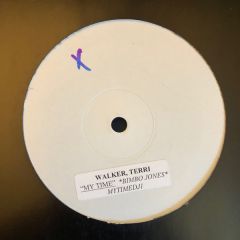 X
WALKER, TERRI
"MY TIME" *BIMBO JONES*
MYTIMEDJ1